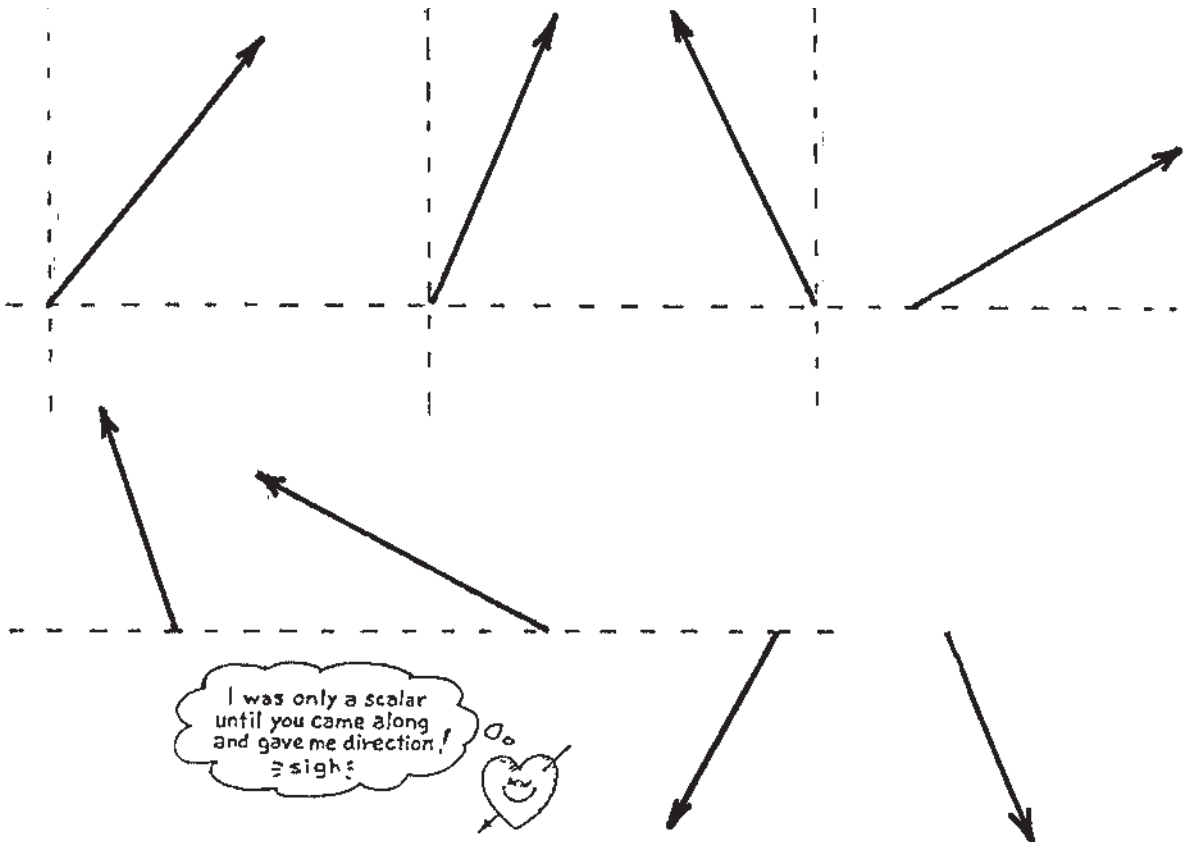 I was only a scalar
until you came along
and gave me direction!
sigh